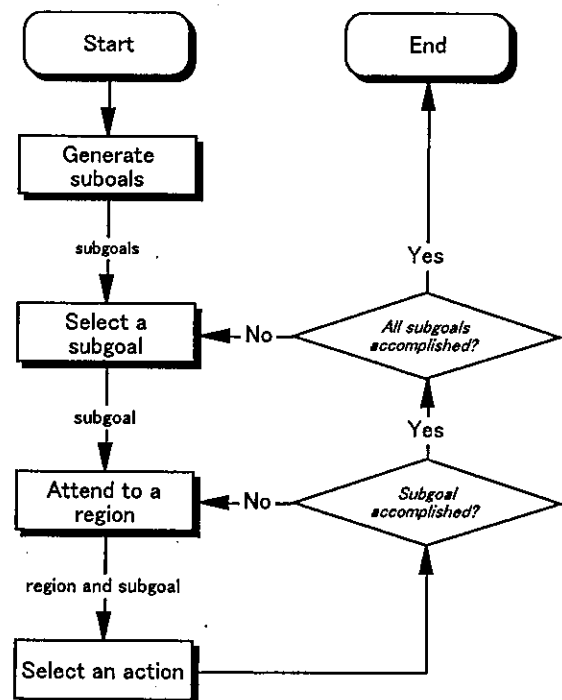 Start
End
Generate
suboals
subgoals
Yes
Select a
subgoal
No
All subgoals
accomplished?
subgoal
Yes
Attend to a
region
No
Subgoal
accomplished?
region and subgoal
Select an action